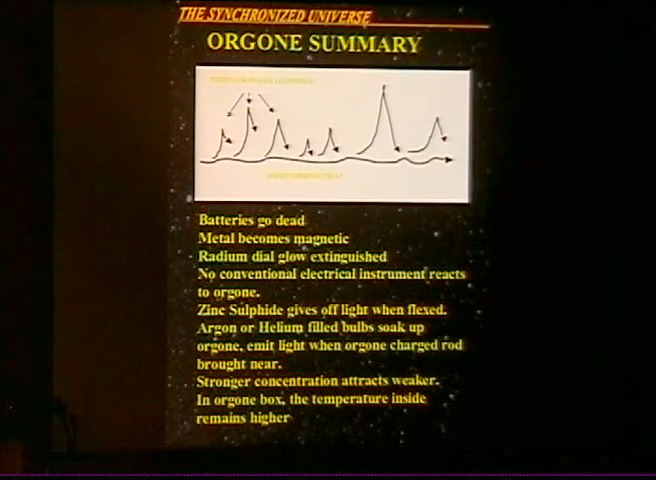 THE SYNCHRONIZED UNIVERSE
ORGONE SUMMARY
Batteries go dead
Metal becomes magnetic
Radium dial glow extinguished
No conventional electrical instrument reacts
to orgone.
Zinc Sulphide gives off light when flexed.
Argon or Helium filled bulbs soak up
orgone, emit light when orgone charged rod
brought near.
Stronger concentration attracts weaker.
In orgone box, the temperature inside
remains higher